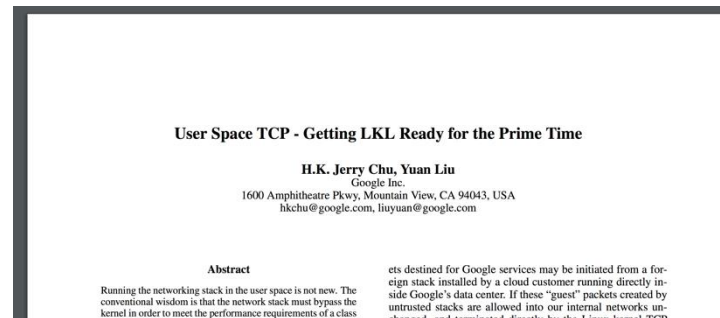 User Space TCP - Getting LKL Ready for the Prime Time
H.K. Jerry Chu, Yuan Liu
Google Inc.
1600 Amphitheatre Pkwy, Mountain View, CA 94043, USA
hkchu@google.com, liuyuan@google.com
Abstract
Running the networking stack in the user space is not new. The
conventional wisdom is that the network stack must bypass the
kernel in order to meet the performance requirements of a class
ets destined for Google services may be initiated from a for-
eign stack installed by a cloud customer running directly in-
side Google's data center. If these “guest” packets created by
untrusted stacks are allowed into our internal networks un-